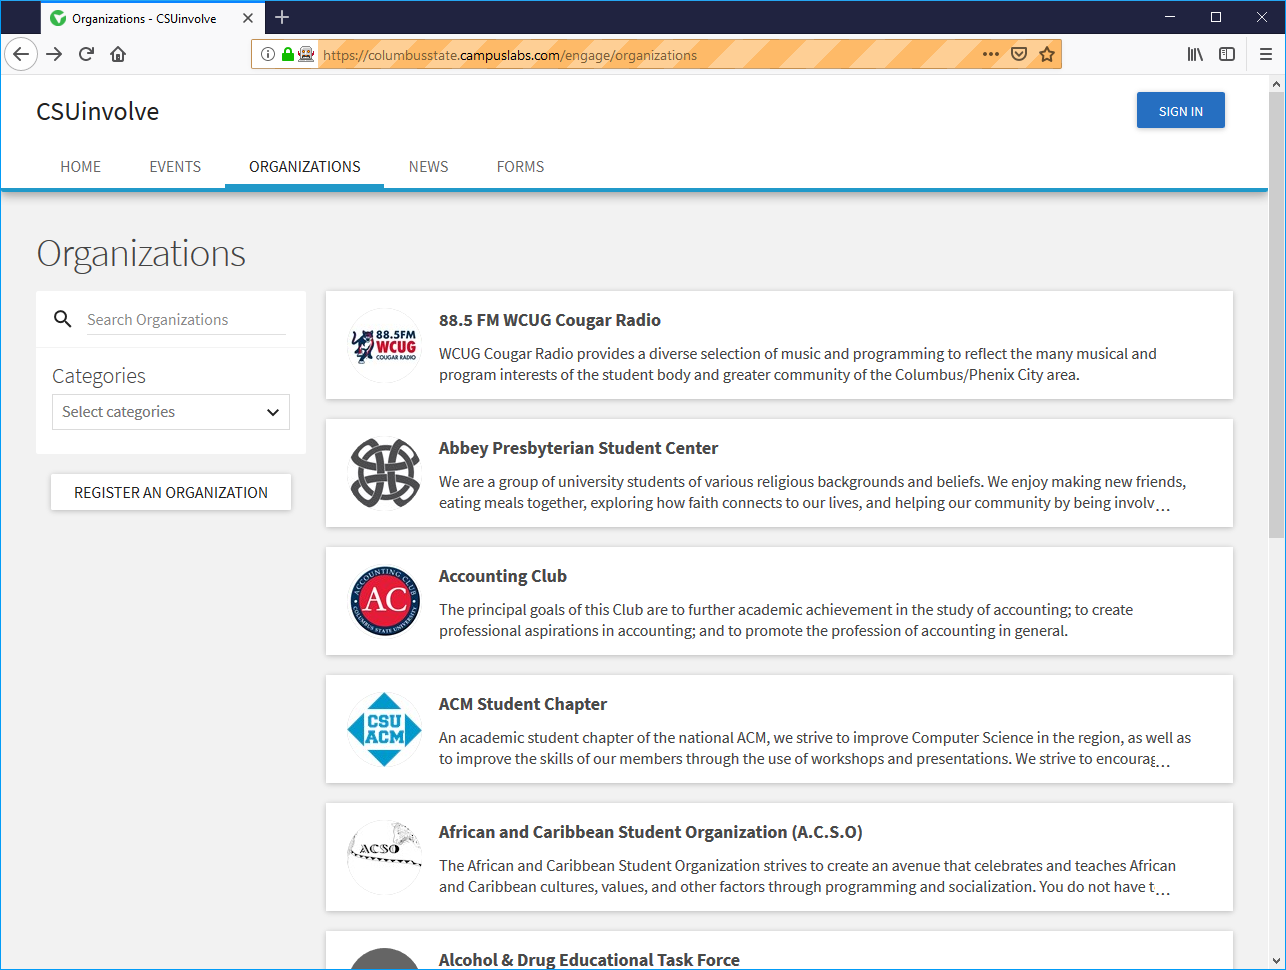 Organizations - CSUinvolve
https://columbusstate.campuslabs.com/engage/organizations
CSUinvolve
SIGN IN
HOME EVENTS ORGANIZATIONS NEWS FORMS
Organizations
Search Organizations
Categories
Select categories
REGISTER AN ORGANIZATION
88.5FM
WCUG
COUGAR RADIO
88.5 FM WCUG Cougar Radio
WCUG Cougar Radio provides a diverse selection of music and programming to reflect the many musical and
program interests of the student body and greater community of the Columbus/Phenix City area.
Abbey Presbyterian Student Center
We are a group of university students of various religious backgrounds and beliefs. We enjoy making new friends,
eating meals together, exploring how faith connects to our lives, and helping our community by being involv...
ACCOUNTING CLUB
AC
COLUMBUS STATE UNIVERSITY
Accounting Club
The principal goals of this Club are to further academic achievement in the study of accounting; to create
professional aspirations in accounting; and to promote the profession of accounting in general.
CSU
ACM
ACM Student Chapter
An academic student chapter of the national ACM, we strive to improve Computer Science in the region, as well as
to improve the skills of our members through the use of workshops and presentations. We strive to encourag...
ACSO
African and Caribbean Student Organization (A.C.S.O)
The African and Caribbean Student Organization strives to create an avenue that celebrates and teaches African
and Caribbean cultures, values, and other factors through programming and socialization. You do not have t...
Alcohol & Drug Educational Task Force